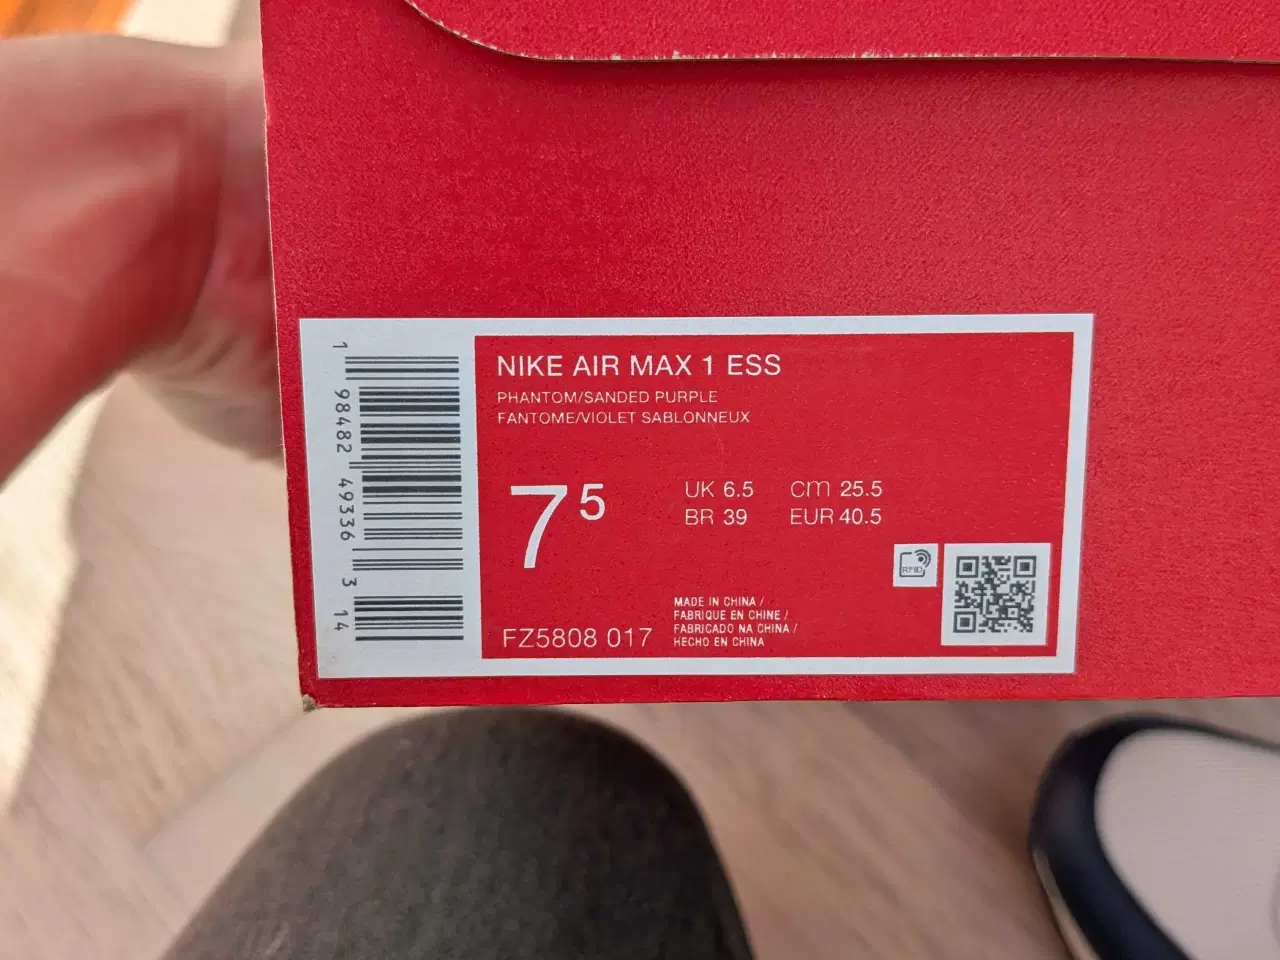 1 98482 49336 3 14
NIKE AIR MAX 1 ESS
PHANTOM/SANDED PURPLE
FANTOME/VIOLET SABLONNEUX
7 5
UK 6.5 cm 25.5
BR 39 EUR 40.5
RFID
FZ5808 017
MADE IN CHINA /
FABRIQUE EN CHINE /
FABRICADO NA CHINA /
HECHO EN CHINA